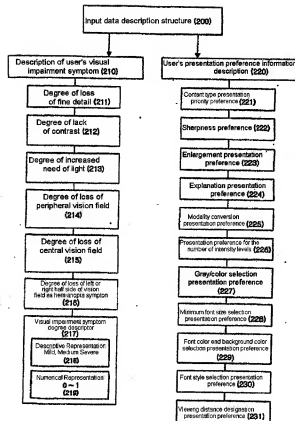 Input data description structure (200)
Description of user's visual
impairment symptom (210)
Degree of loss
of fine detail (211)
Degree of lack
of contrast (212)
Degree of increased
need of light (213)
Degree of loss of
peripheral vision field
(214)
Degree of loss of
central vision field
(215)
Degree of loss of left or
right half side of vision
field as hemianopia symptom
(216)
Visual impairment symptom
degree descriptor
(217)
Descriptive Representation
Mild, Medium Severe
(218)
Numerical Representation
0 ~ 1
(219)
User's presentation preference information
description (220)
Content type presentation
priority preference (221)
Sharpness preference (222)
Enlargement presentation
preference (223)
Explanation presentation
preference (224)
Modality conversion
presentation preference (225)
Presentation preference for the
number of intensity levels (226)
Gray/color selection
presentation preference
(227)
Minimum font size selection
presentation preference (228)
Font color and background color
selection presentation preference
(229)
Font style selection presentation
preference (230)
Viewing distance designation
presentation preference (231)